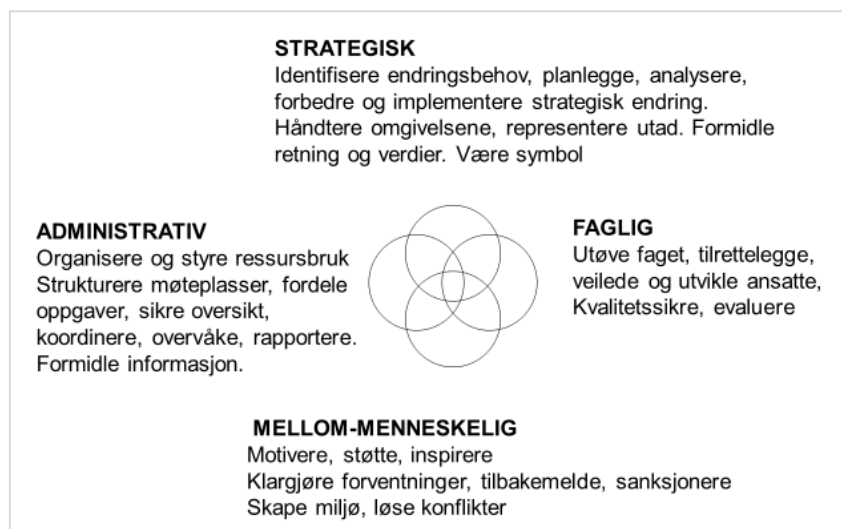 STRATEGISK
Identifisere endringsbehov, planlegge, analysere,
forbedre og implementere strategisk endring.
Håndtere omgivelsene, representere utad. Formidle
retning og verdier. Være symbol
ADMINISTRATIV
Organisere og styre ressursbruk
Strukturere møteplasser, fordele
oppgaver, sikre oversikt,
koordinere, overvåke, rapportere.
Formidle informasjon.
FAGLIG
Utøve faget, tilrettelegge,
veilede og utvikle ansatte,
Kvalitetssikre, evaluere
MELLOM-MENNESKELIG
Motivere, støtte, inspirere
Klargjøre forventninger, tilbakemelde, sanksjonere
Skape miljø, løse konflikter